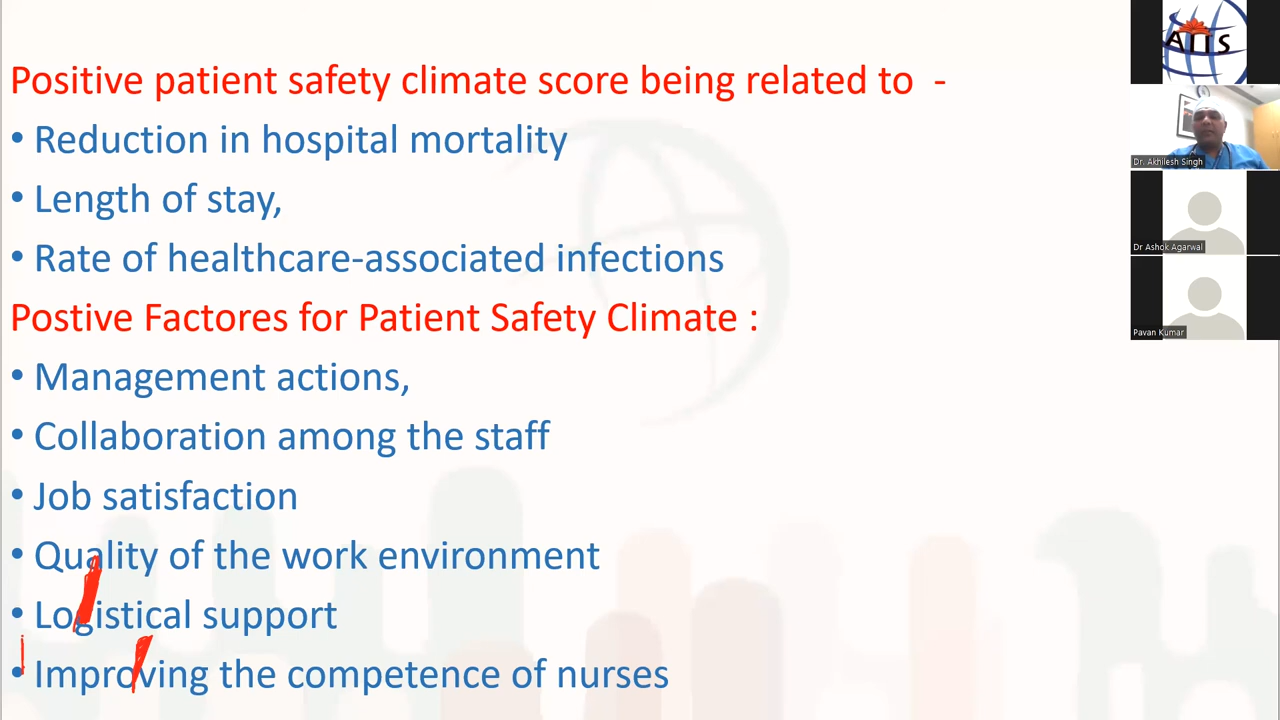 Positive patient safety climate score being related to -
• Reduction in hospital mortality
• Length of stay,
• Rate of healthcare-associated infections
Postive Factores for Patient Safety Climate :
• Management actions,
• Collaboration among the staff
• Job satisfaction
• Quality of the work environment
• Logistical support
• Improving the competence of nurses
Dr. Akhilesh Singh
Dr Ashok Agarwal
Pavan Kumar